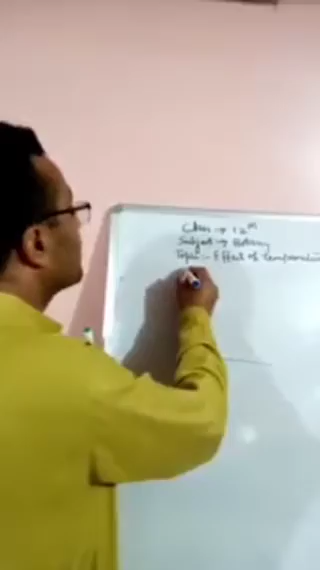 Class → 12th
Subject → Botany
Topic :- Effect of temperature